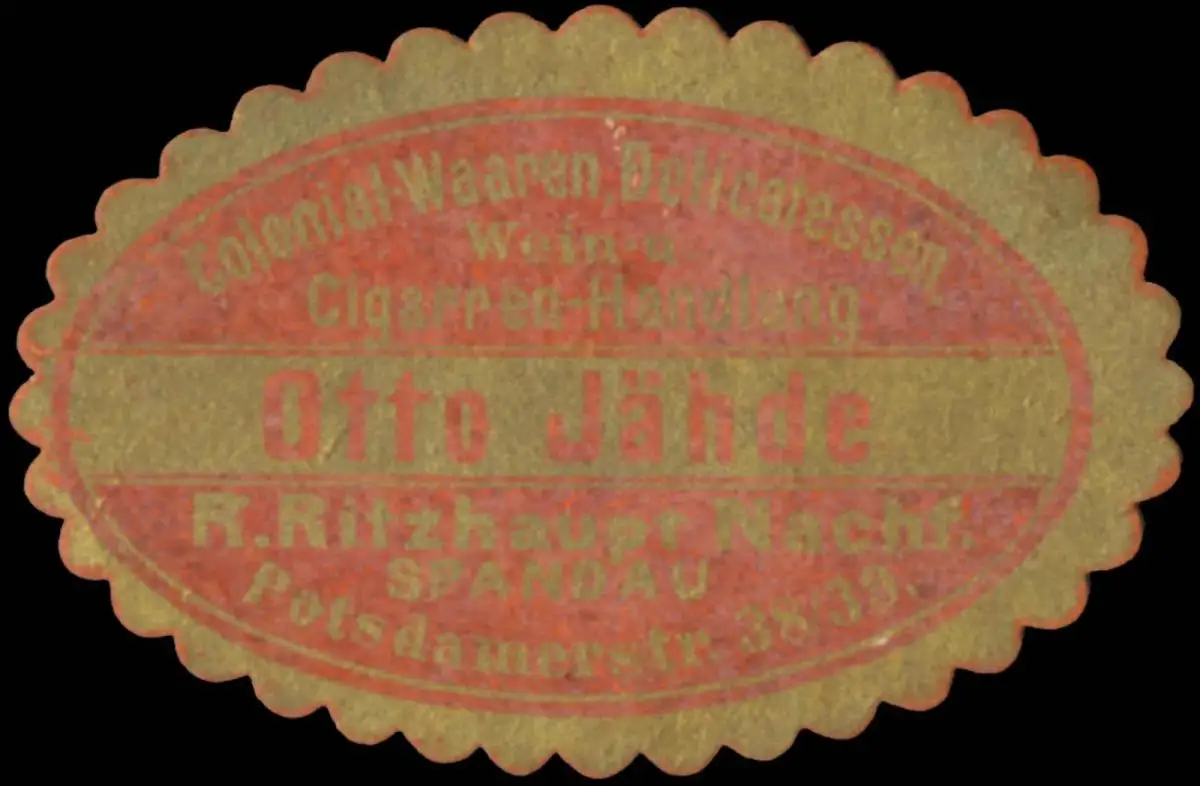 Colonial-Waaren, Delicatessen,
Wein- u.
Cigarren-Handlung
Otto Jähde
R. Ritzhaupt Nachf.
SPANDAU
Potsdamerstr. 38/39.